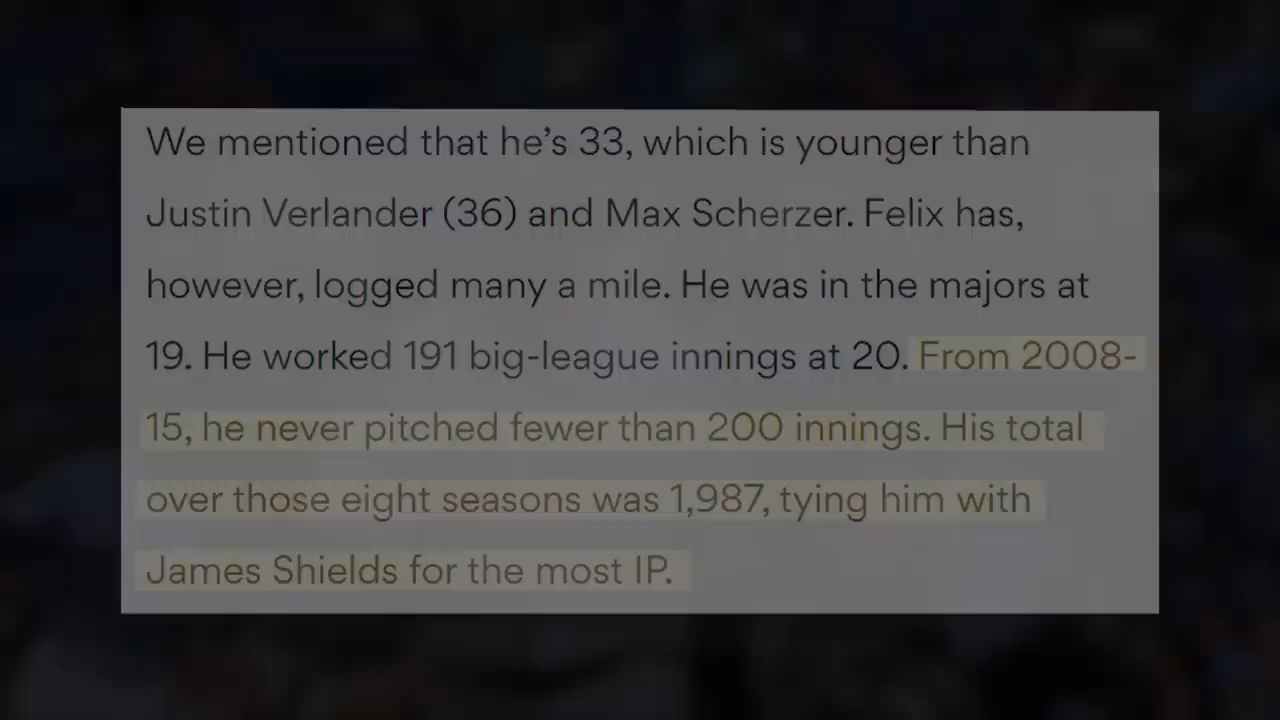 We mentioned that he’s 33, which is younger than
Justin Verlander (36) and Max Scherzer. Felix has,
however, logged many a mile. He was in the majors at
19. He worked 191 big-league innings at 20. From 2008-
15, he never pitched fewer than 200 innings. His total
over those eight seasons was 1,987, tying him with
James Shields for the most IP.